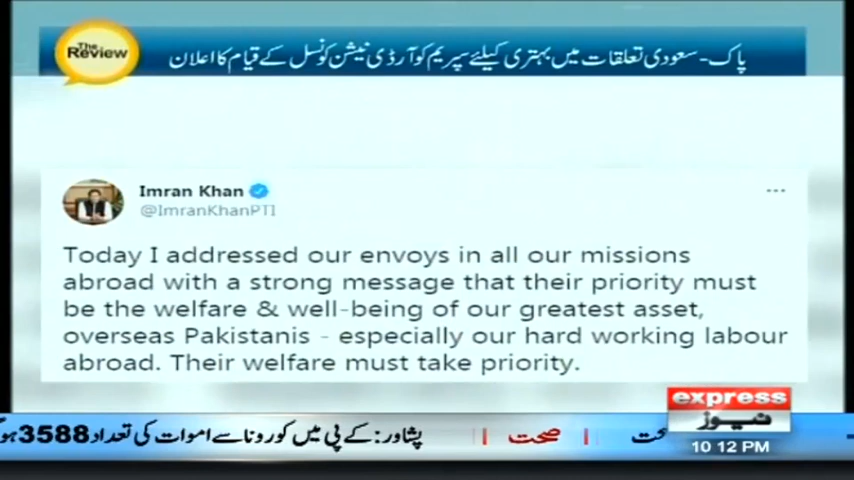 The Review
پاک-سعودی تعلقات میں بہتری کیلئے سپریم کوآرڈی نیشن کونسل کے قیام کا اعلان
Imran Khan
@ImranKhanPTI
Today I addressed our envoys in all our missions
abroad with a strong message that their priority must
be the welfare & well-being of our greatest asset,
overseas Pakistanis - especially our hard working labour
abroad. Their welfare must take priority.
express
نیوز
10 12 PM
صحت
پشاور: کے پی میں کورونا سے اموات کی تعداد 3588